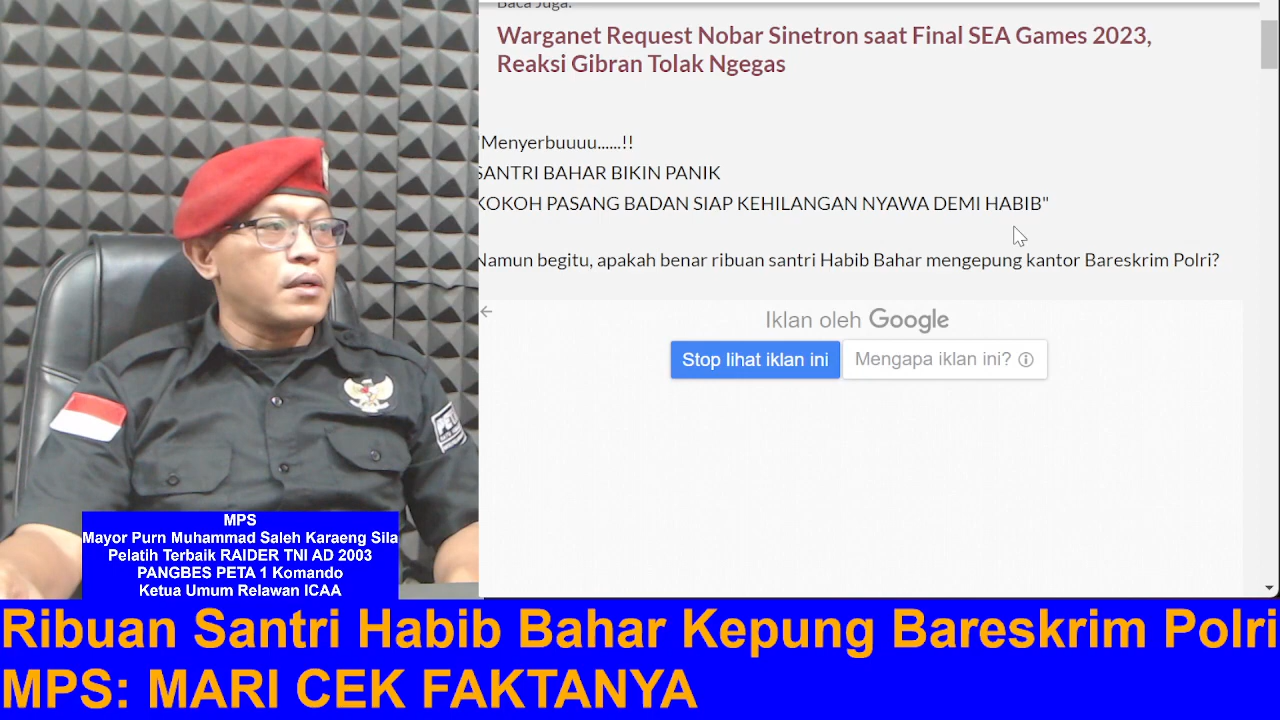 Baca Juga:
Warganet Request Nobar Sinetron saat Final SEA Games 2023,
Reaksi Gibran Tolak Ngegas
"Menyerbuuuu......!!
SANTRI BAHAR BIKIN PANIK
KOKOH PASANG BADAN SIAP KEHILANGAN NYAWA DEMI HABIB"
Namun begitu, apakah benar ribuan santri Habib Bahar mengepung kantor Bareskrim Polri?
Iklan oleh Google
Stop lihat iklan ini
Mengapa iklan ini?
PETA
MPS
Mayor Purn Muhammad Saleh Karaeng Sila
Pelatih Terbaik RAIDER TNI AD 2003
PANGBES PETA 1 Komando
Ketua Umum Relawan ICAA
Ribuan Santri Habib Bahar Kepung Bareskrim Polri
MPS: MARI CEK FAKTANYA